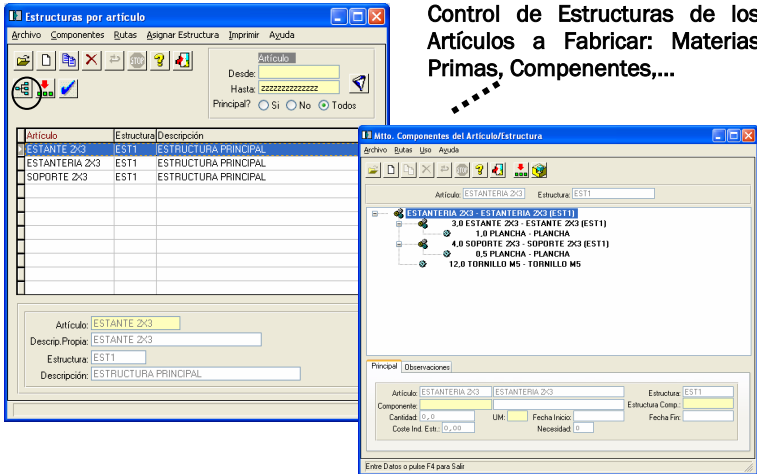 Estructuras por artículo
Archivo Componentes Rutas Asignar Estructura Imprimir Ayuda
STOP
Artículo
Desde:
Hasta: zzzzzzzzzzzzzz
Principal? Si No Todos
Artículo Estructura Descripción
ESTANTE 2X3 EST1 ESTRUCTURA PRINCIPAL
ESTANTERIA 2X3 EST1 ESTRUCTURA PRINCIPAL
SOPORTE 2X3 EST1 ESTRUCTURA PRINCIPAL
Artículo: ESTANTE 2X3
Descrip.Propia: ESTANTE 2X3
Estructura: EST1
Descripción: ESTRUCTURA PRINCIPAL
Control de Estructuras de los
Artículos a Fabricar: Materias
Primas, Compenentes,...
Mtto. Componentes del Artículo/Estructura
Archivo Rutas Uso Ayuda
Artículo: ESTANTERIA 2X3 Estructura: EST1
ESTANTERIA 2X3 - ESTANTERIA 2X3 (EST1)
3,0 ESTANTE 2X3 - ESTANTE 2X3 (EST1)
1,0 PLANCHA - PLANCHA
4,0 SOPORTE 2X3 - SOPORTE 2X3 (EST1)
0,5 PLANCHA - PLANCHA
12,0 TORNILLO M5 - TORNILLO M5
Principal Observaciones
Artículo: ESTANTERIA 2X3 ESTANTERIA 2X3 Estructura: EST1
Componente: Estructura Comp.:
Cantidad: 0,0 UM: Fecha Inicio: Fecha Fin:
Coste Ind. Estr.: 0,00 Necesidad: 0
Entre Datos o pulse F4 para Salir